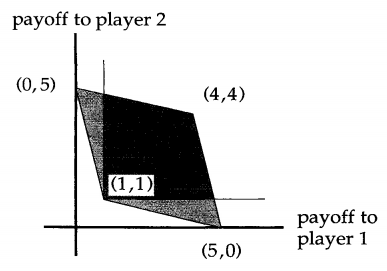 payoff to player 2
(0,5)
(4,4)
(1,1)
payoff to
player 1
(5,0)